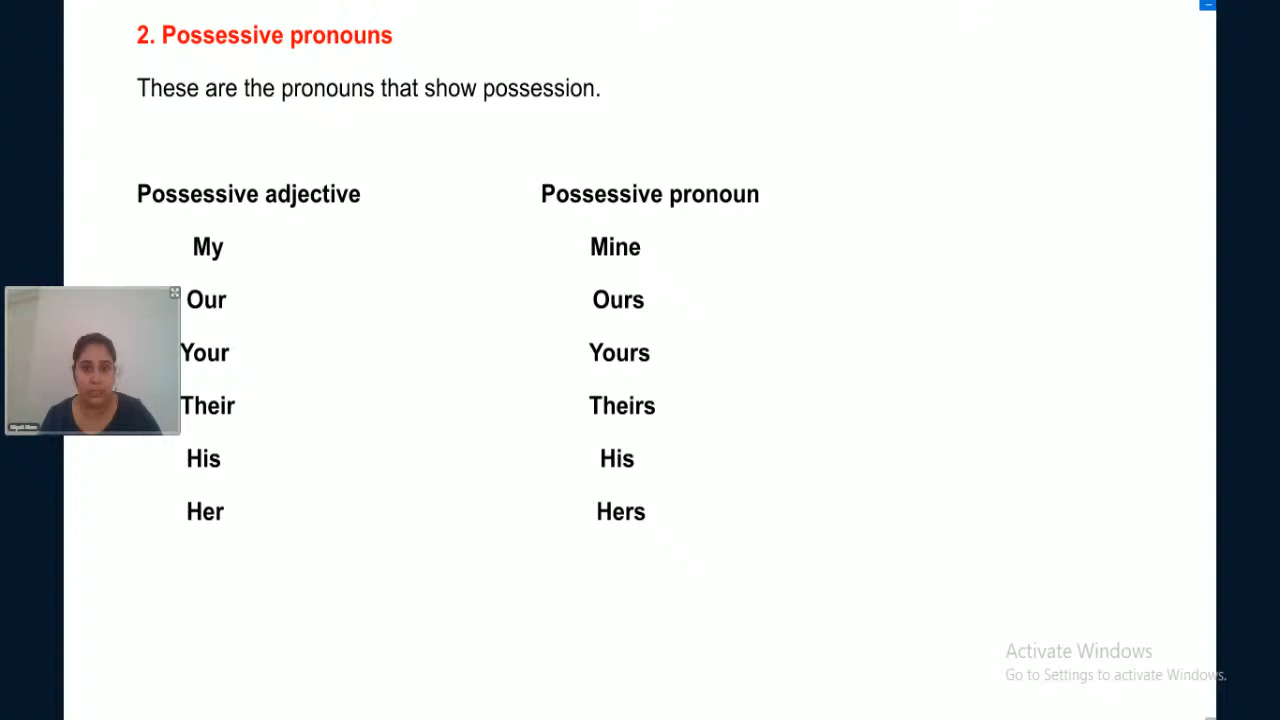 2. Possessive pronouns
These are the pronouns that show possession.
Possessive adjective Possessive pronoun
My Mine
Our Ours
Your Yours
Their Theirs
His His
Her Hers
Activate Windows
Go to Settings to activate Windows.